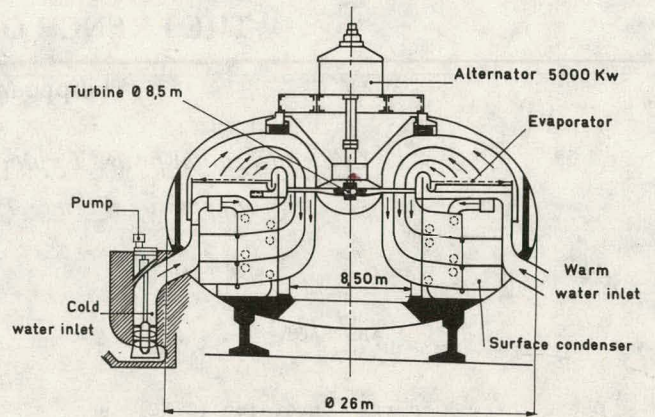 Alternator 5000 Kw
Turbine Ø 8,5 m
Evaporator
Pump
8,50 m
Warm
water inlet
Cold
water inlet
Surface condenser
Ø 26 m